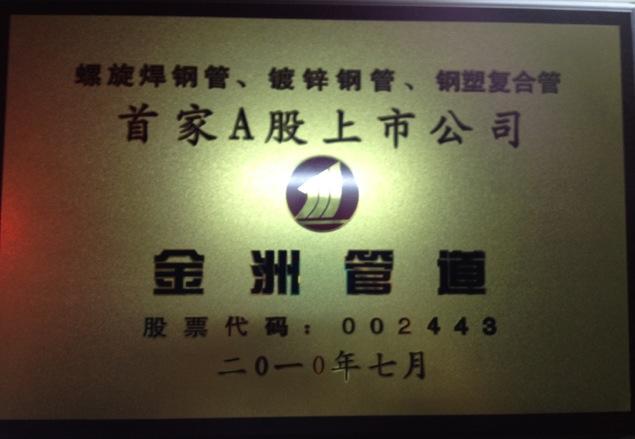 螺旋焊钢管、镀锌钢管、钢塑复合管
首家A股上市公司
金洲管道
股票代码：002443
二0一0年七月